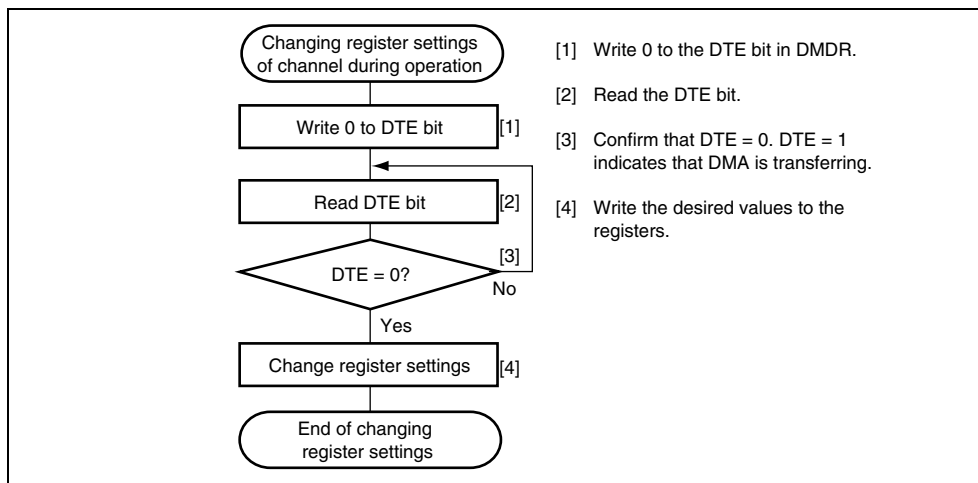 Changing register settings
of channel during operation
Write 0 to DTE bit
[1]
Read DTE bit
[2]
[3]
DTE = 0?
No
Yes
Change register settings
[4]
End of changing
register settings
[1] Write 0 to the DTE bit in DMDR.
[2] Read the DTE bit.
[3] Confirm that DTE = 0. DTE = 1
indicates that DMA is transferring.
[4] Write the desired values to the
registers.